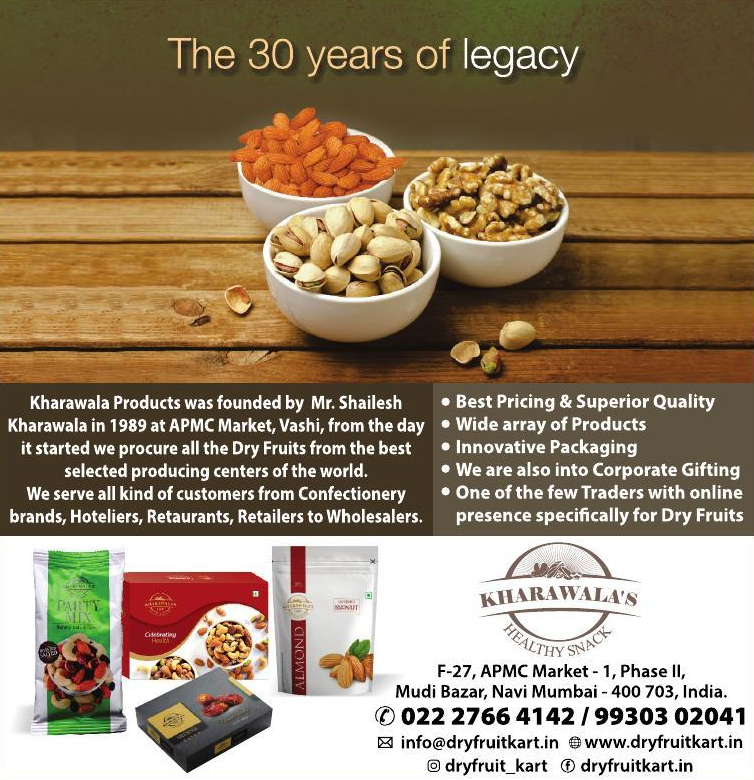 The 30 years of legacy
Kharawala Products was founded by Mr. Shailesh
Kharawala in 1989 at APMC Market, Vashi, from the day
it started we procure all the Dry Fruits from the best
selected producing centers of the world.
We serve all kind of customers from Confectionery
brands, Hoteliers, Retaurants, Retailers to Wholesalers.
• Best Pricing & Superior Quality
• Wide array of Products
• Innovative Packaging
• We are also into Corporate Gifting
• One of the few Traders with online
presence specifically for Dry Fruits
KHARAWALA'S
PARTY
MIX
KHARAWALA'S
Celebrating
Health
KHARAWALA'S
ALMOND
KHARAWALA'S
HEALTHY SNACK
F-27, APMC Market - 1, Phase II,
Mudi Bazar, Navi Mumbai - 400 703, India.
022 2766 4142 / 99303 02041
info@dryfruitkart.in www.dryfruitkart.in
dryfruit_kart dryfruitkart.in